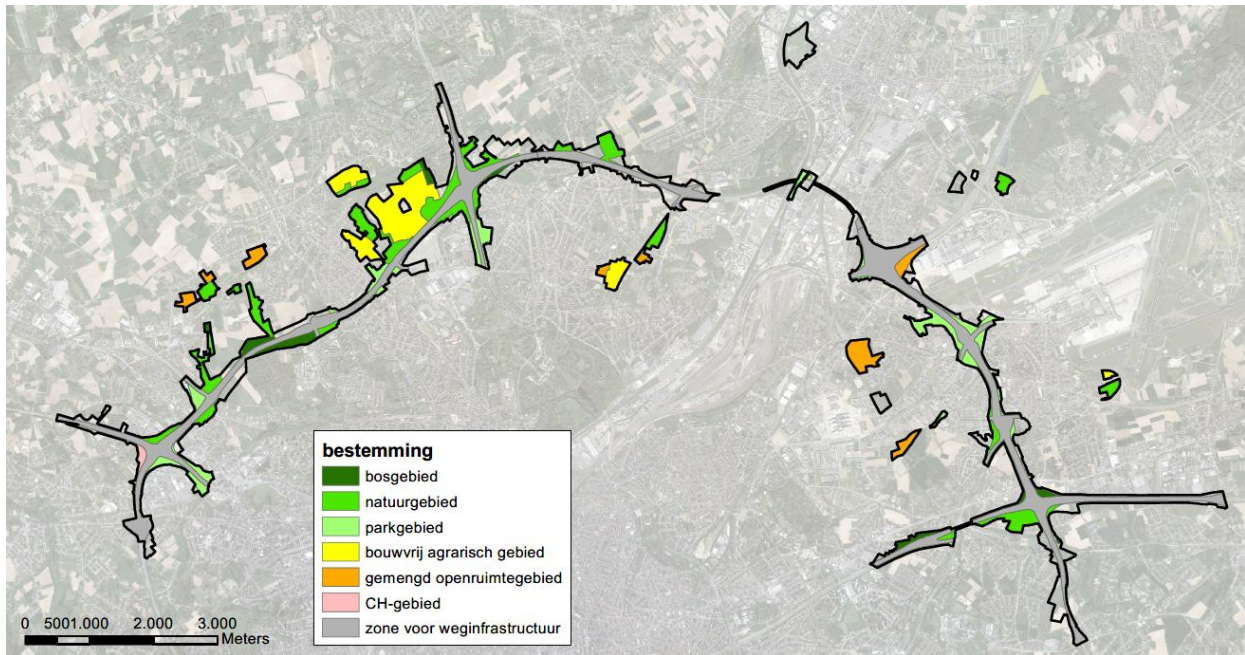 bestemming
bosgebied
natuurgebied
parkgebied
bouwvrij agrarisch gebied
gemengd openruimtegebied
CH-gebied
zone voor weginfrastructuur
0 5001.000 2.000 3.000
Meters